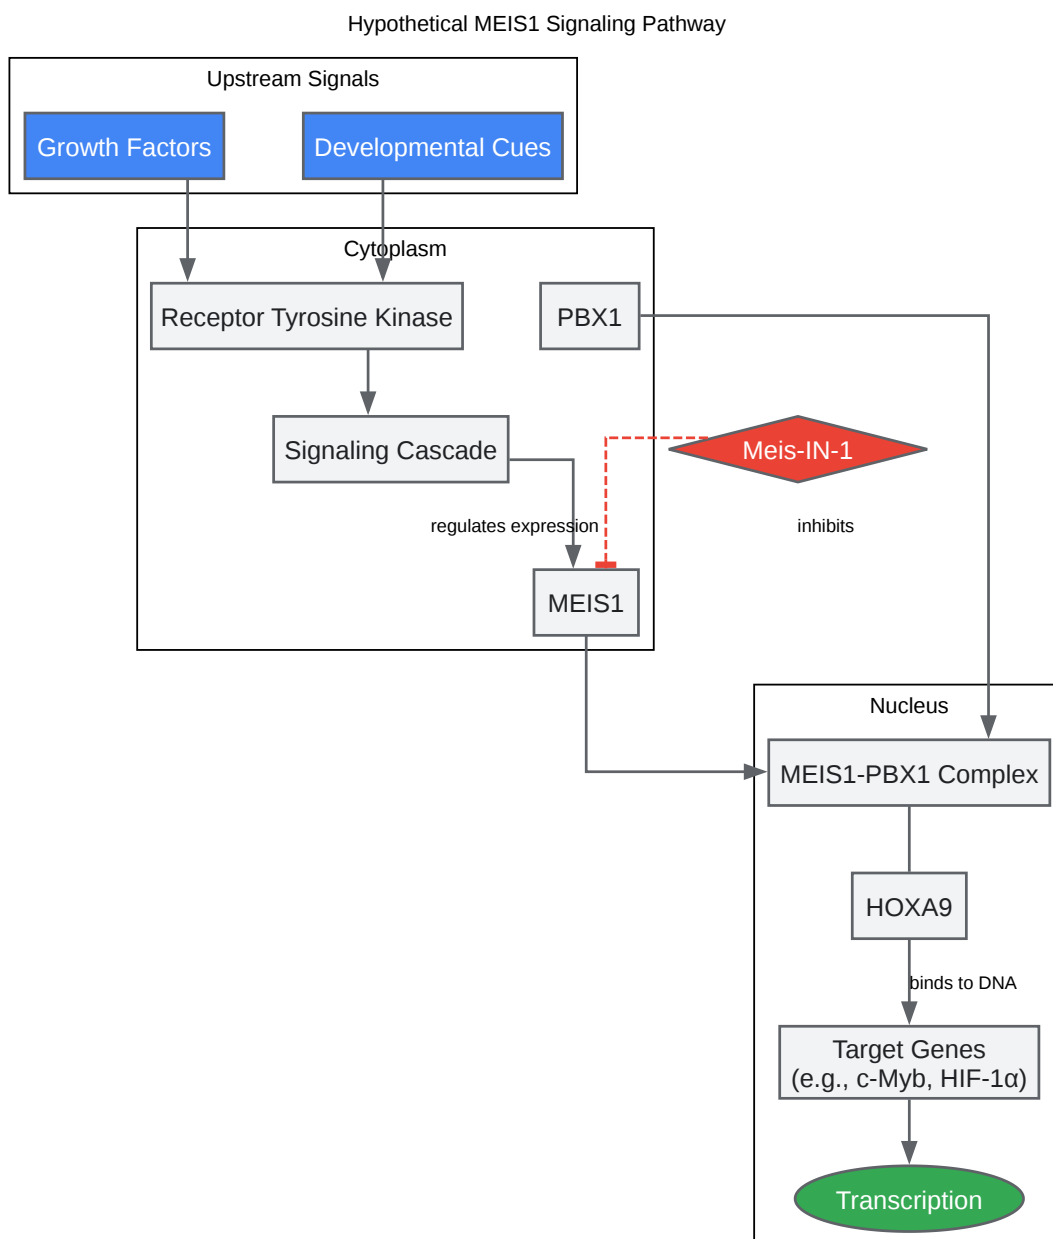 Hypothetical MEIS1 Signaling Pathway
Upstream Signals
Growth Factors
Developmental Cues
Cytoplasm
Receptor Tyrosine Kinase
PBX1
Signaling Cascade
Meis-IN-1
regulates expression
inhibits
MEIS1
Nucleus
MEIS1-PBX1 Complex
HOXA9
binds to DNA
Target Genes
(e.g., c-Myb, HIF-1α)
Transcription